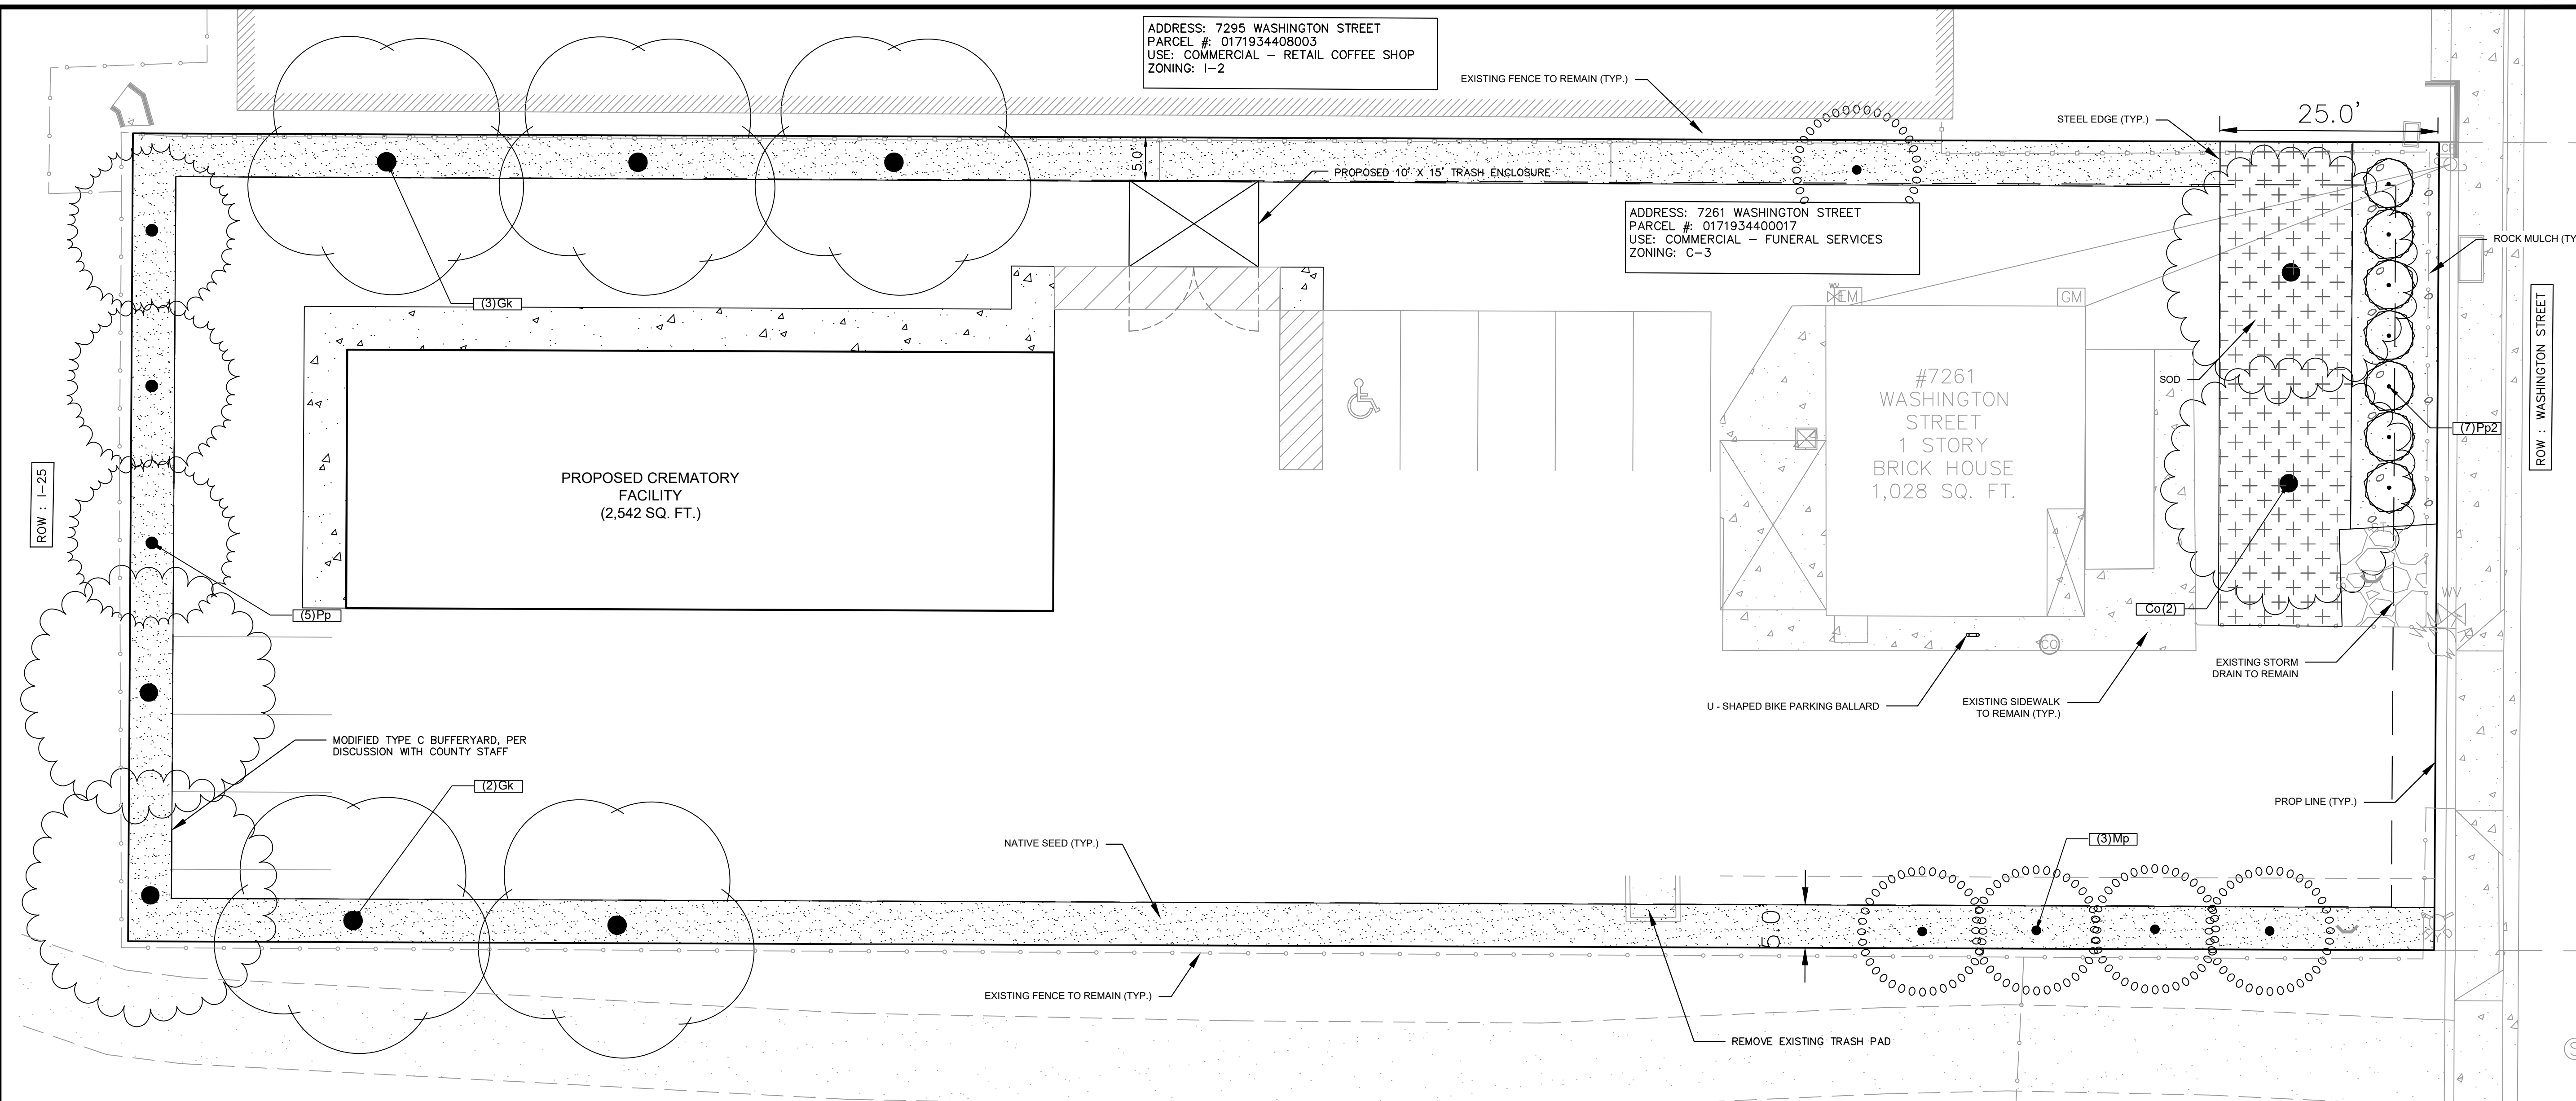 ADDRESS: 7295 WASHINGTON STREET
PARCEL #: 0171934408003
USE: COMMERCIAL – RETAIL COFFEE SHOP
ZONING: I-2
EXISTING FENCE TO REMAIN (TYP.)
STEEL EDGE (TYP.)
25.0'
5.0'
PROPOSED 10' X 15' TRASH ENCLOSURE
ADDRESS: 7261 WASHINGTON STREET
PARCEL #: 0171934400017
USE: COMMERCIAL – FUNERAL SERVICES
ZONING: C-3
ROCK MULCH (TY
(3)Gk
WV
EM
GM
ROW : WASHINGTON STREET
SOD
#7261
WASHINGTON
STREET
1 STORY
BRICK HOUSE
1,028 SQ. FT.
(7)Pp2
ROW : I-25
PROPOSED CREMATORY
FACILITY
(2,542 SQ. FT.)
ST
ST
(5)Pp
Co(2)
WV
CO
EXISTING STORM
DRAIN TO REMAIN
U - SHAPED BIKE PARKING BALLARD
EXISTING SIDEWALK
TO REMAIN (TYP.)
MODIFIED TYPE C BUFFERYARD, PER
DISCUSSION WITH COUNTY STAFF
(2)Gk
PROP LINE (TYP.)
NATIVE SEED (TYP.)
(3)Mp
5.0
EXISTING FENCE TO REMAIN (TYP.)
REMOVE EXISTING TRASH PAD